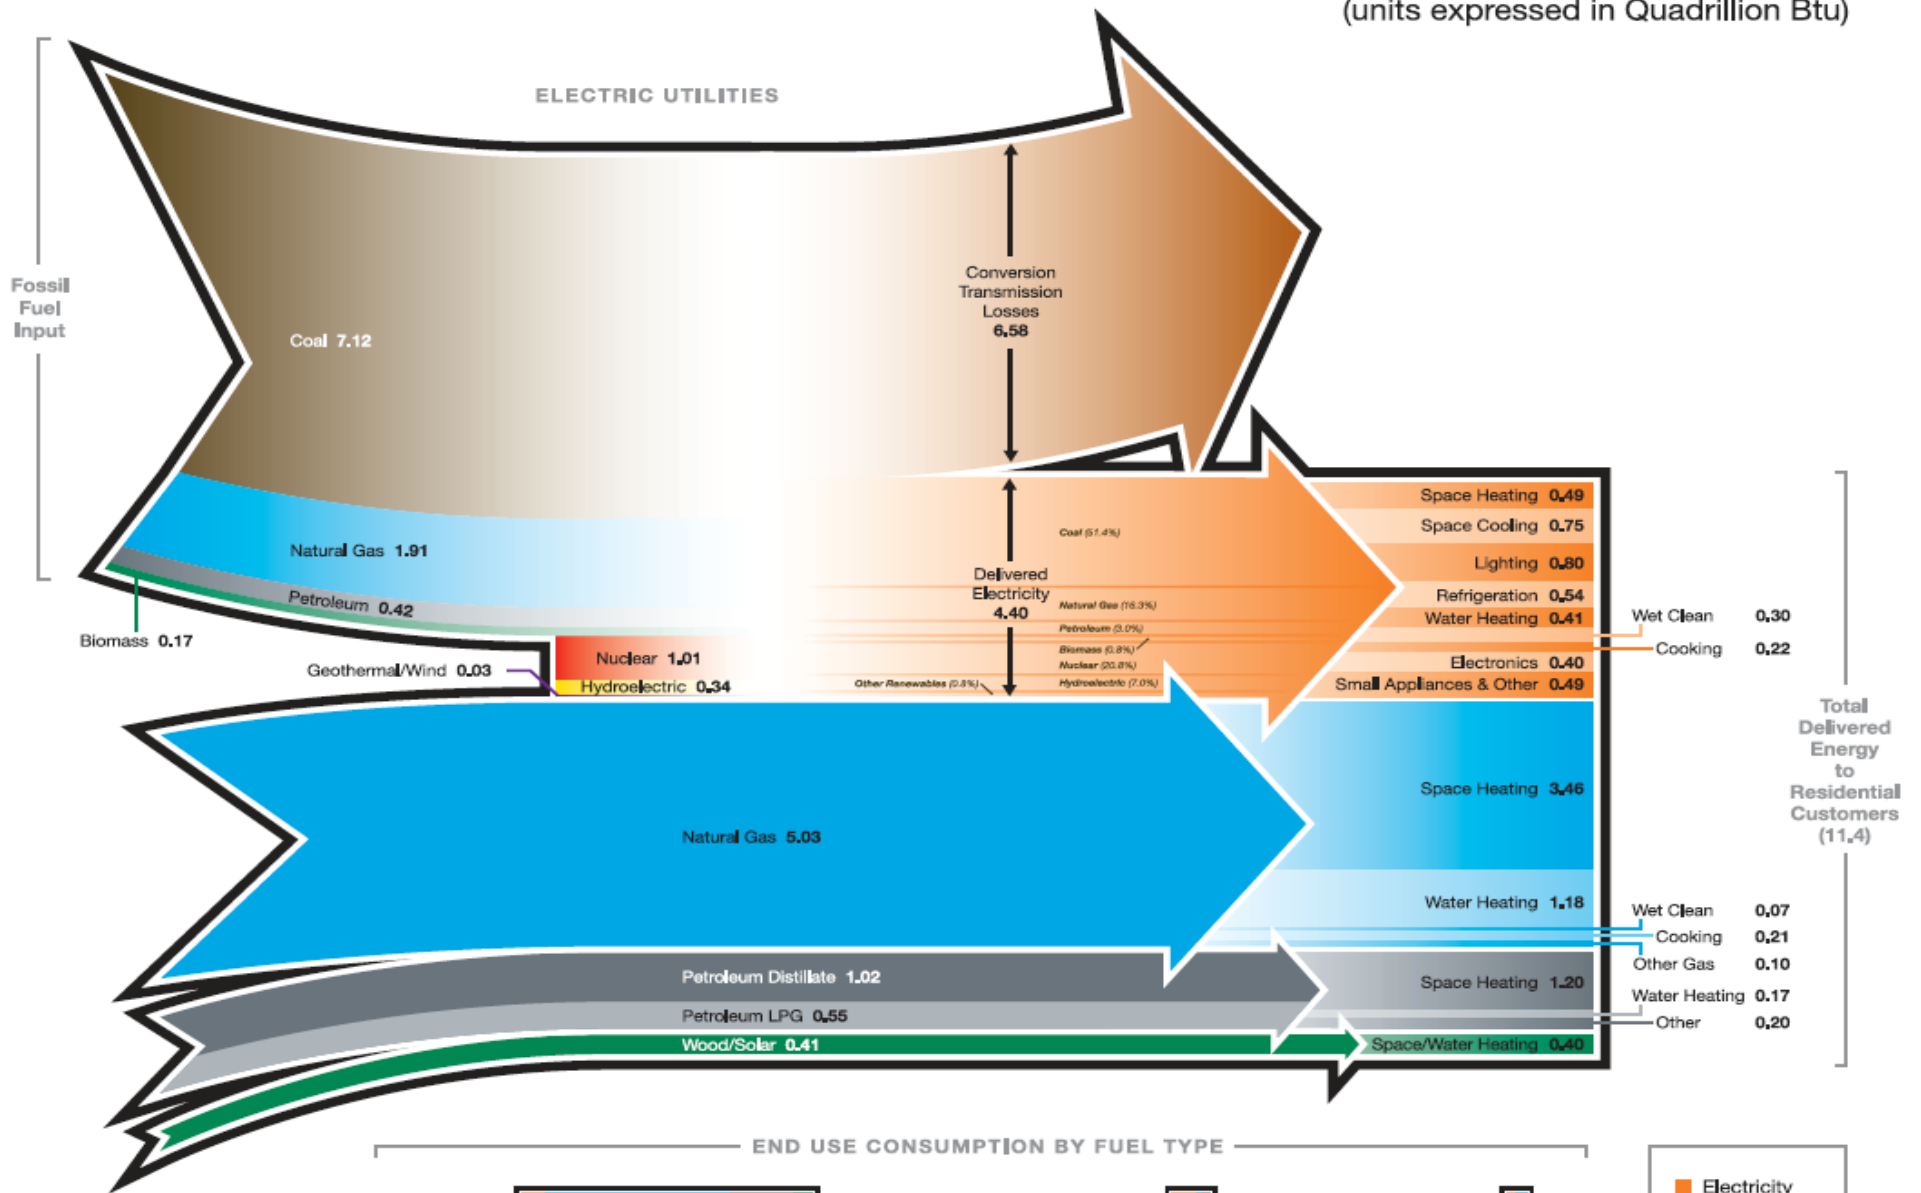 (units expressed in Quadrillion Btu)
ELECTRIC UTILITIES
Fossil
Fuel
Input
Coal 7.12
Natural Gas 1.91
Petroleum 0.42
Biomass 0.17
Geothermal/Wind 0.03
Nuclear 1.01
Hydroelectric 0.34
Conversion
Transmission
Losses
6.58
Delivered
Electricity
4.40
Coal (51.4%)
Natural Gas (16.3%)
Petroleum (3.0%)
Biomass (0.8%)
Nuclear (20.8%)
Other Renewables (0.8%)
Hydroelectric (7.0%)
Space Heating 0.49
Space Cooling 0.75
Lighting 0.80
Refrigeration 0.54
Water Heating 0.41
Wet Clean 0.30
Cooking 0.22
Electronics 0.40
Small Appliances & Other 0.49
Natural Gas 5.03
Space Heating 3.46
Water Heating 1.18
Wet Clean 0.07
Cooking 0.21
Other Gas 0.10
Petroleum Distillate 1.02
Petroleum LPG 0.55
Space Heating 1.20
Water Heating 0.17
Other 0.20
Wood/Solar 0.41
Space/Water Heating 0.40
Total
Delivered
Energy
to
Residential
Customers
(11.4)
END USE CONSUMPTION BY FUEL TYPE
Electricity